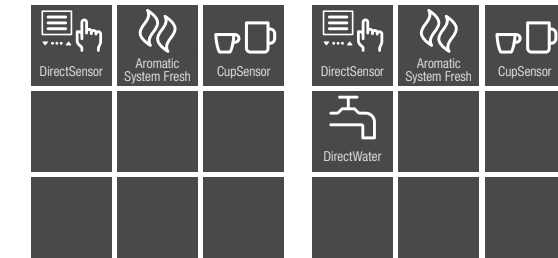 DirectSensor
Aromatic
System Fresh
CupSensor
DirectSensor
Aromatic
System Fresh
CupSensor
DirectWater